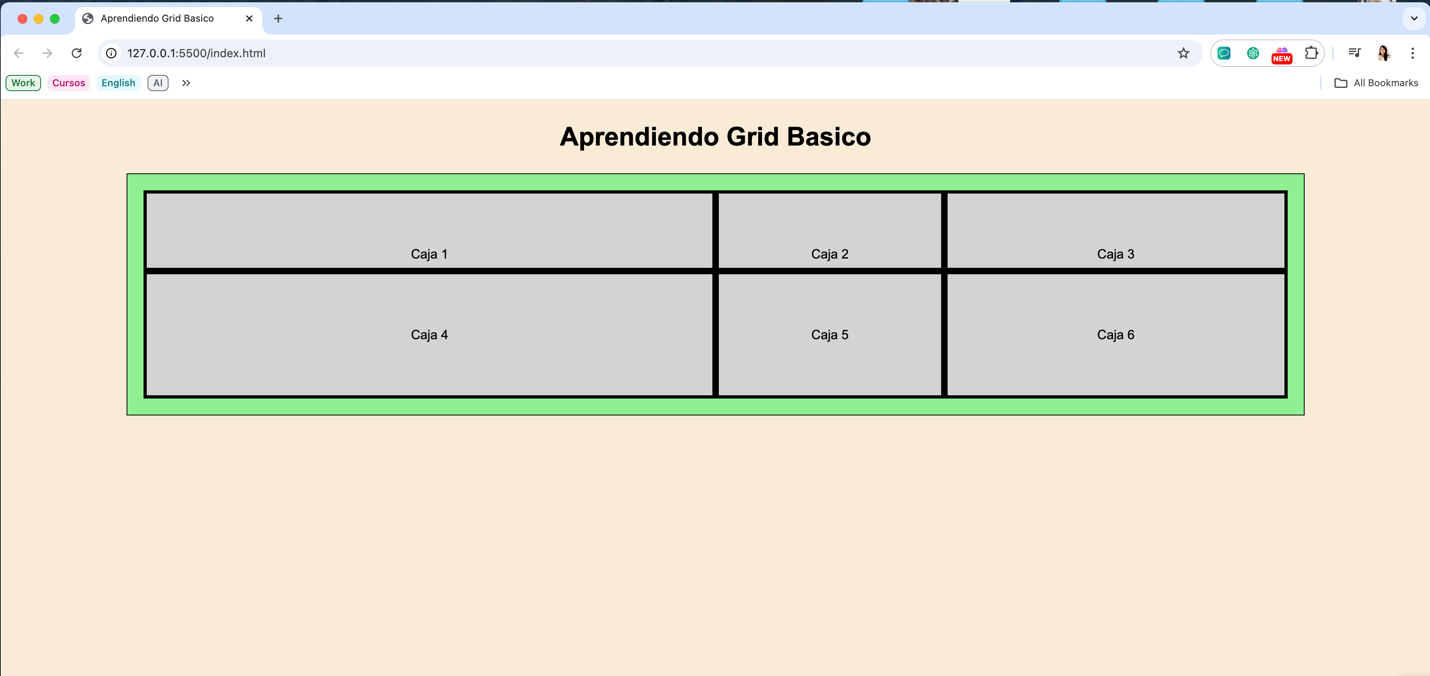 Aprendiendo Grid Basico
127.0.0.1:5500/index.html
NEW
Work Cursos English AI All Bookmarks
Aprendiendo Grid Basico
Caja 1 Caja 2 Caja 3
Caja 4 Caja 5 Caja 6